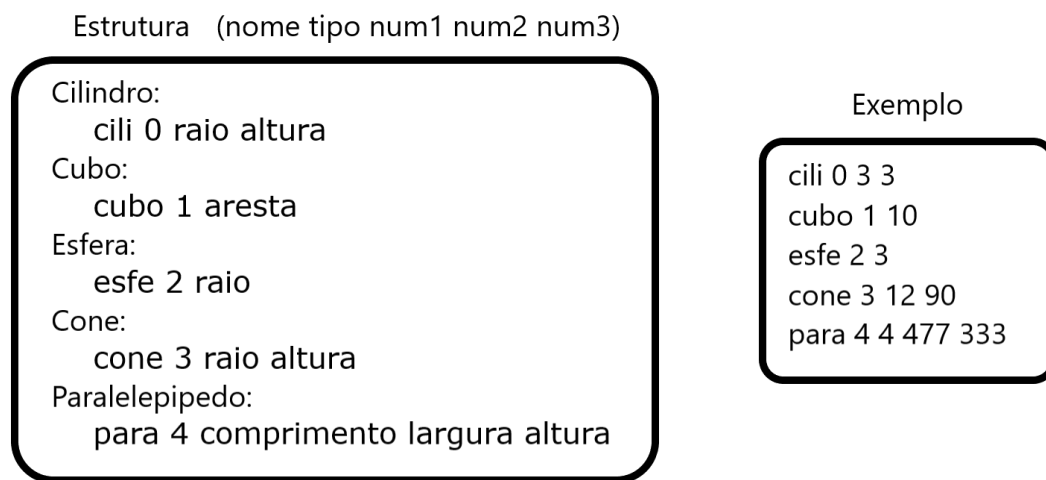 Estrutura (nome tipo num1 num2 num3)
Cilindro:
cili 0 raio altura
Cubo:
cubo 1 aresta
Esfera:
esfe 2 raio
Cone:
cone 3 raio altura
Paralelepipedo:
para 4 comprimento largura altura
Exemplo
cili 0 3 3
cubo 1 10
esfe 2 3
cone 3 12 90
para 4 4 477 333